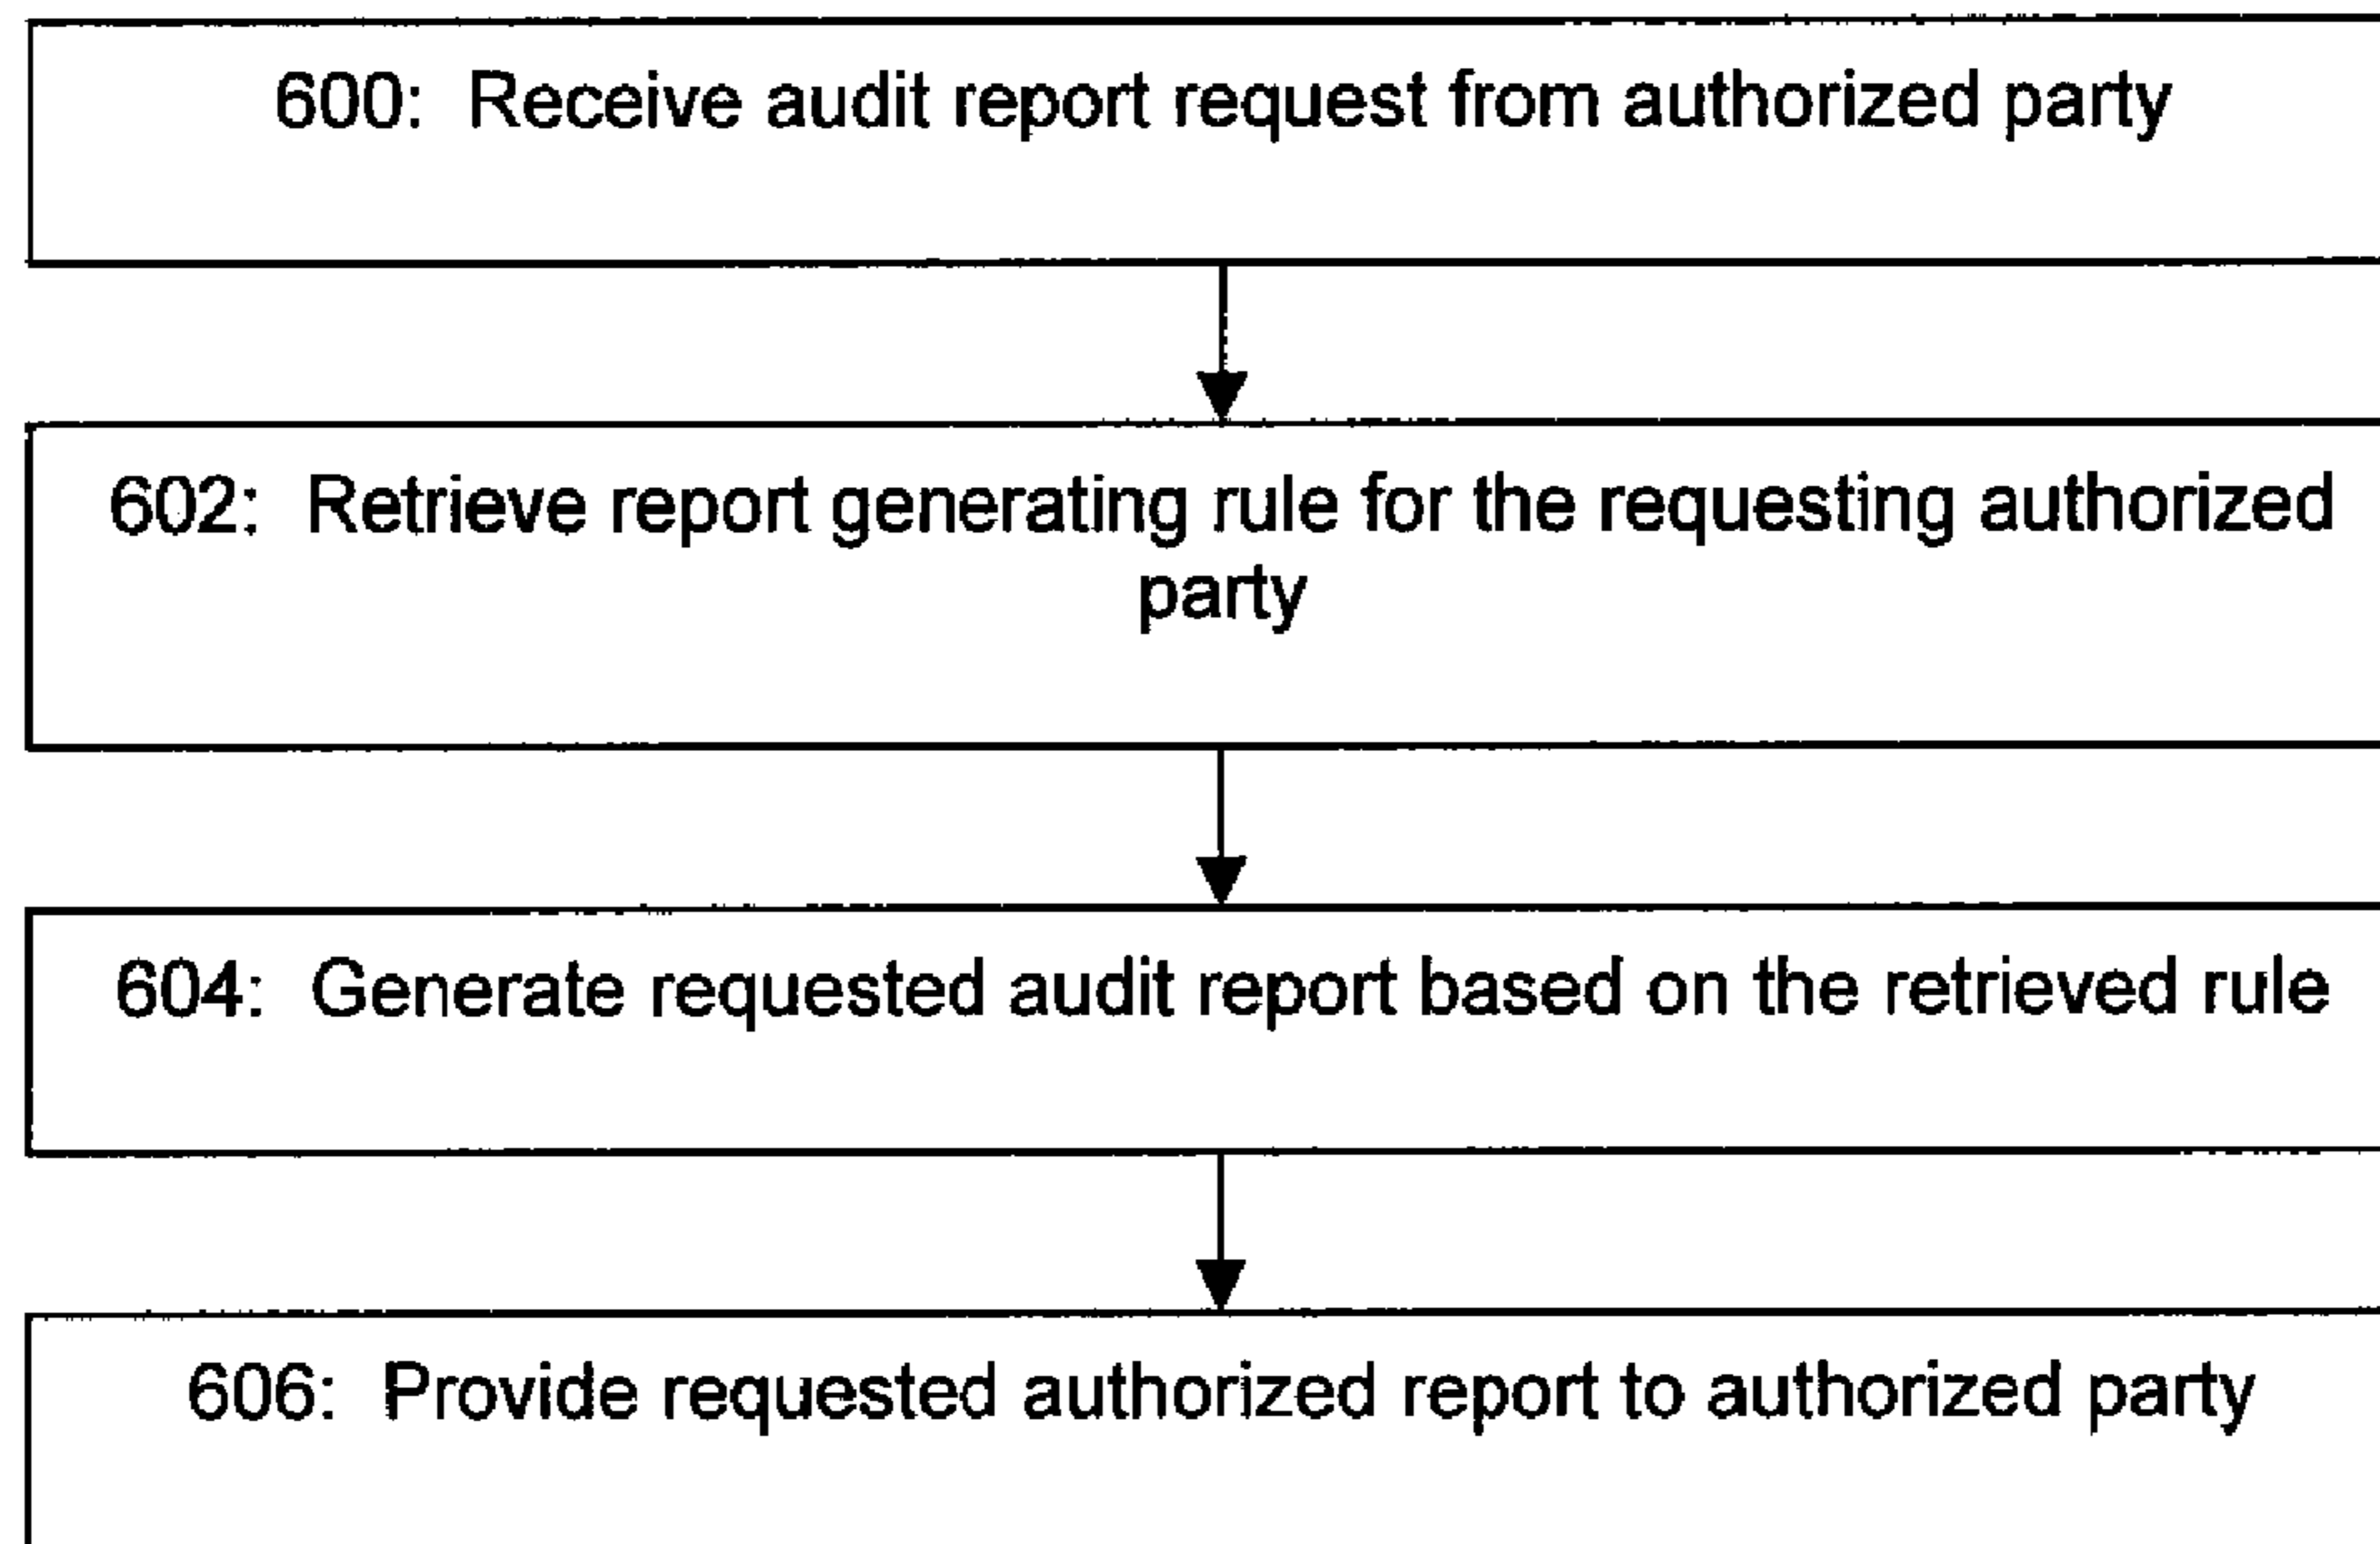 600: Receive audit report request from authorized party
602: Retrieve report generating rule for the requesting authorized
party
604: Generate requested audit report based on the retrieved rule
606: Provide requested authorized report to authorized party